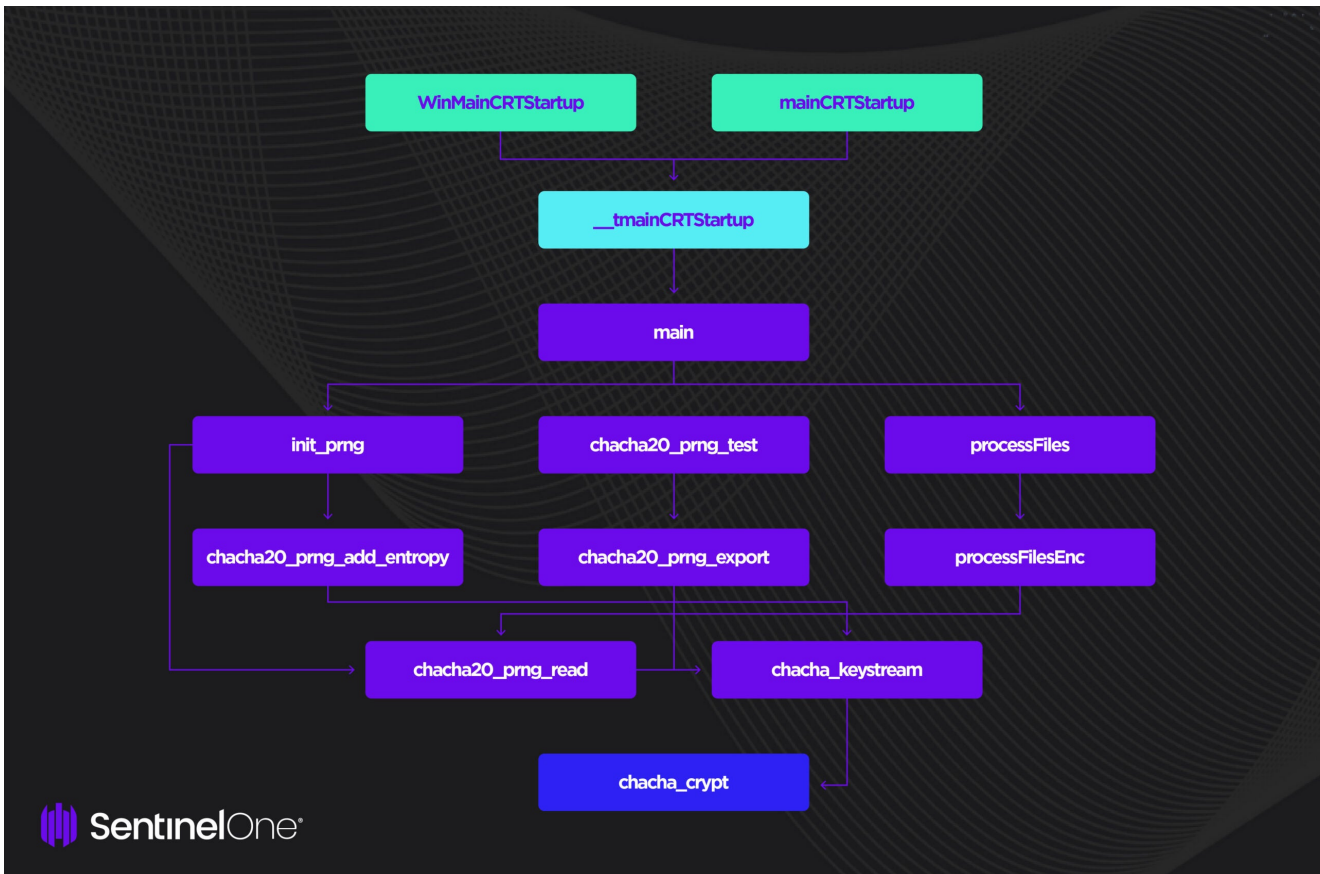 WinMainCRTStartup
mainCRTStartup
__tmainCRTStartup
main
init_prng
chacha20_prng_test
processFiles
chacha20_prng_add_entropy
chacha20_prng_export
processFilesEnc
chacha20_prng_read
chacha_keystream
chacha_crypt
SentinelOne®